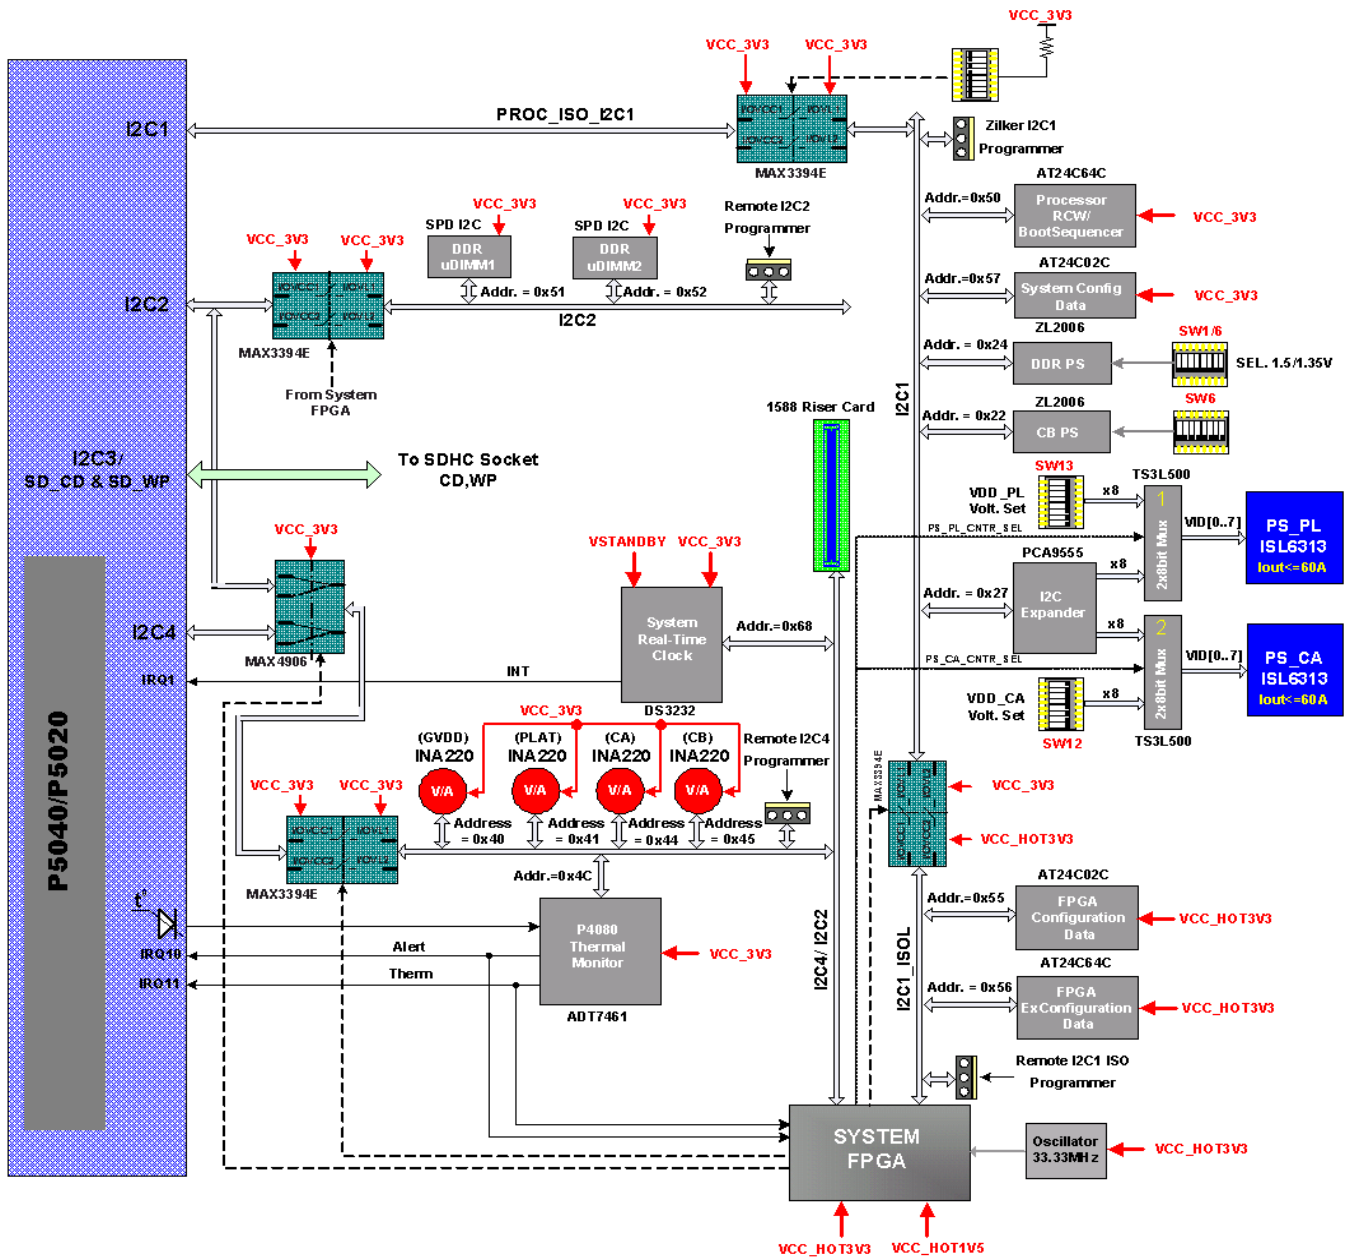 VCC_3V3
VCC_3V3
VCC_3V3
I2C1
PROC_ISO_I2C1
MAX3394E
Zilker I2C1
Programmer
AT24C64C
Addr.=0x50
Processor
RCW/
BootSequencer
VCC_3V3
SPD I2C
VCC_3V3
DDR
uDIMM1
SPD I2C
VCC_3V3
DDR
uDIMM2
Remote I2C2
Programmer
VCC_3V3
VCC_3V3
I2C2
Addr. = 0x51
Addr. = 0x52
I2C2
MAX3394E
From System
FPGA
AT24C02C
Addr.=0x57
System Config
Data
VCC_3V3
ZL2006
Addr. = 0x24
DDR PS
SW1/6
SEL. 1.5/1.35V
I2C1
ZL2006
Addr. = 0x22
CB PS
SW6
1588 Riser Card
I2C3/
SD_CD & SD_WP
To SDHC Socket
CD,WP
SW13
VDD_PL
Volt. Set
x8
TS3L500
1
2x8bit Mux
VID[0..7]
PS_PL
ISL6313
Iout<=60A
PS_PL_CNTR_SEL
PCA9555
Addr. = 0x27
I2C
Expander
x8
x8
2
2x8bit Mux
VID[0..7]
PS_CA
ISL6313
Iout<=60A
PS_CA_CNTR_SEL
VDD_CA
Volt. Set
x8
SW12
TS3L500
VCC_3V3
I2C4
MAX4906
VSTANDBY
VCC_3V3
System
Real-Time
Clock
Addr.=0x68
DS3232
IRQ1
INT
VCC_3V3
(GVDD)
INA220
V/A
(PLAT)
INA220
V/A
(CA)
INA220
V/A
(CB)
INA220
V/A
Remote I2C4
Programmer
Address
= 0x40
Address
= 0x41
Address
= 0x44
Address
= 0x45
VCC_3V3
VCC_3V3
MAX3394E
MAX3394E
VCC_3V3
VCC_HOT3V3
P5040/P5020
Addr.=0x4C
P4080
Thermal
Monitor
VCC_3V3
ADT7461
t°
IRQ10
Alert
IRQ11
Therm
I2C4/ I2C2
I2C1_ISOL
AT24C02C
Addr.=0x55
FPGA
Configuration
Data
VCC_HOT3V3
AT24C64C
Addr. = 0x56
FPGA
ExConfiguration
Data
VCC_HOT3V3
Remote I2C1 ISO
Programmer
SYSTEM
FPGA
Oscillator
33.33MHz
VCC_HOT3V3
VCC_HOT3V3
VCC_HOT1V5